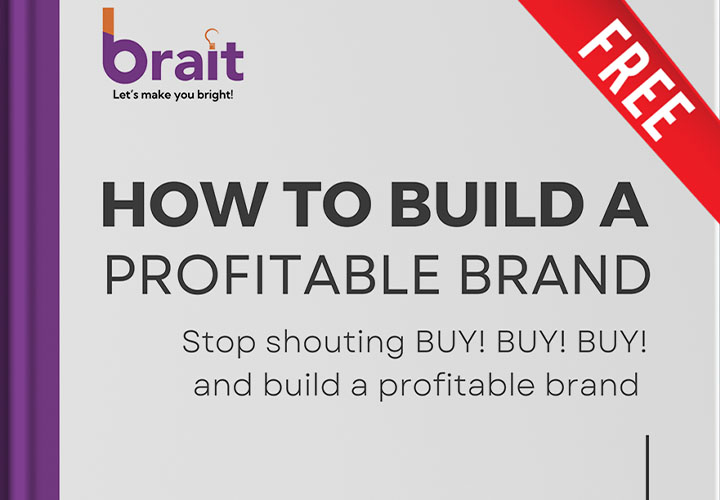 brait
Let's make you bright!
FREE
HOW TO BUILD A
PROFITABLE BRAND
Stop shouting BUY! BUY! BUY!
and build a profitable brand